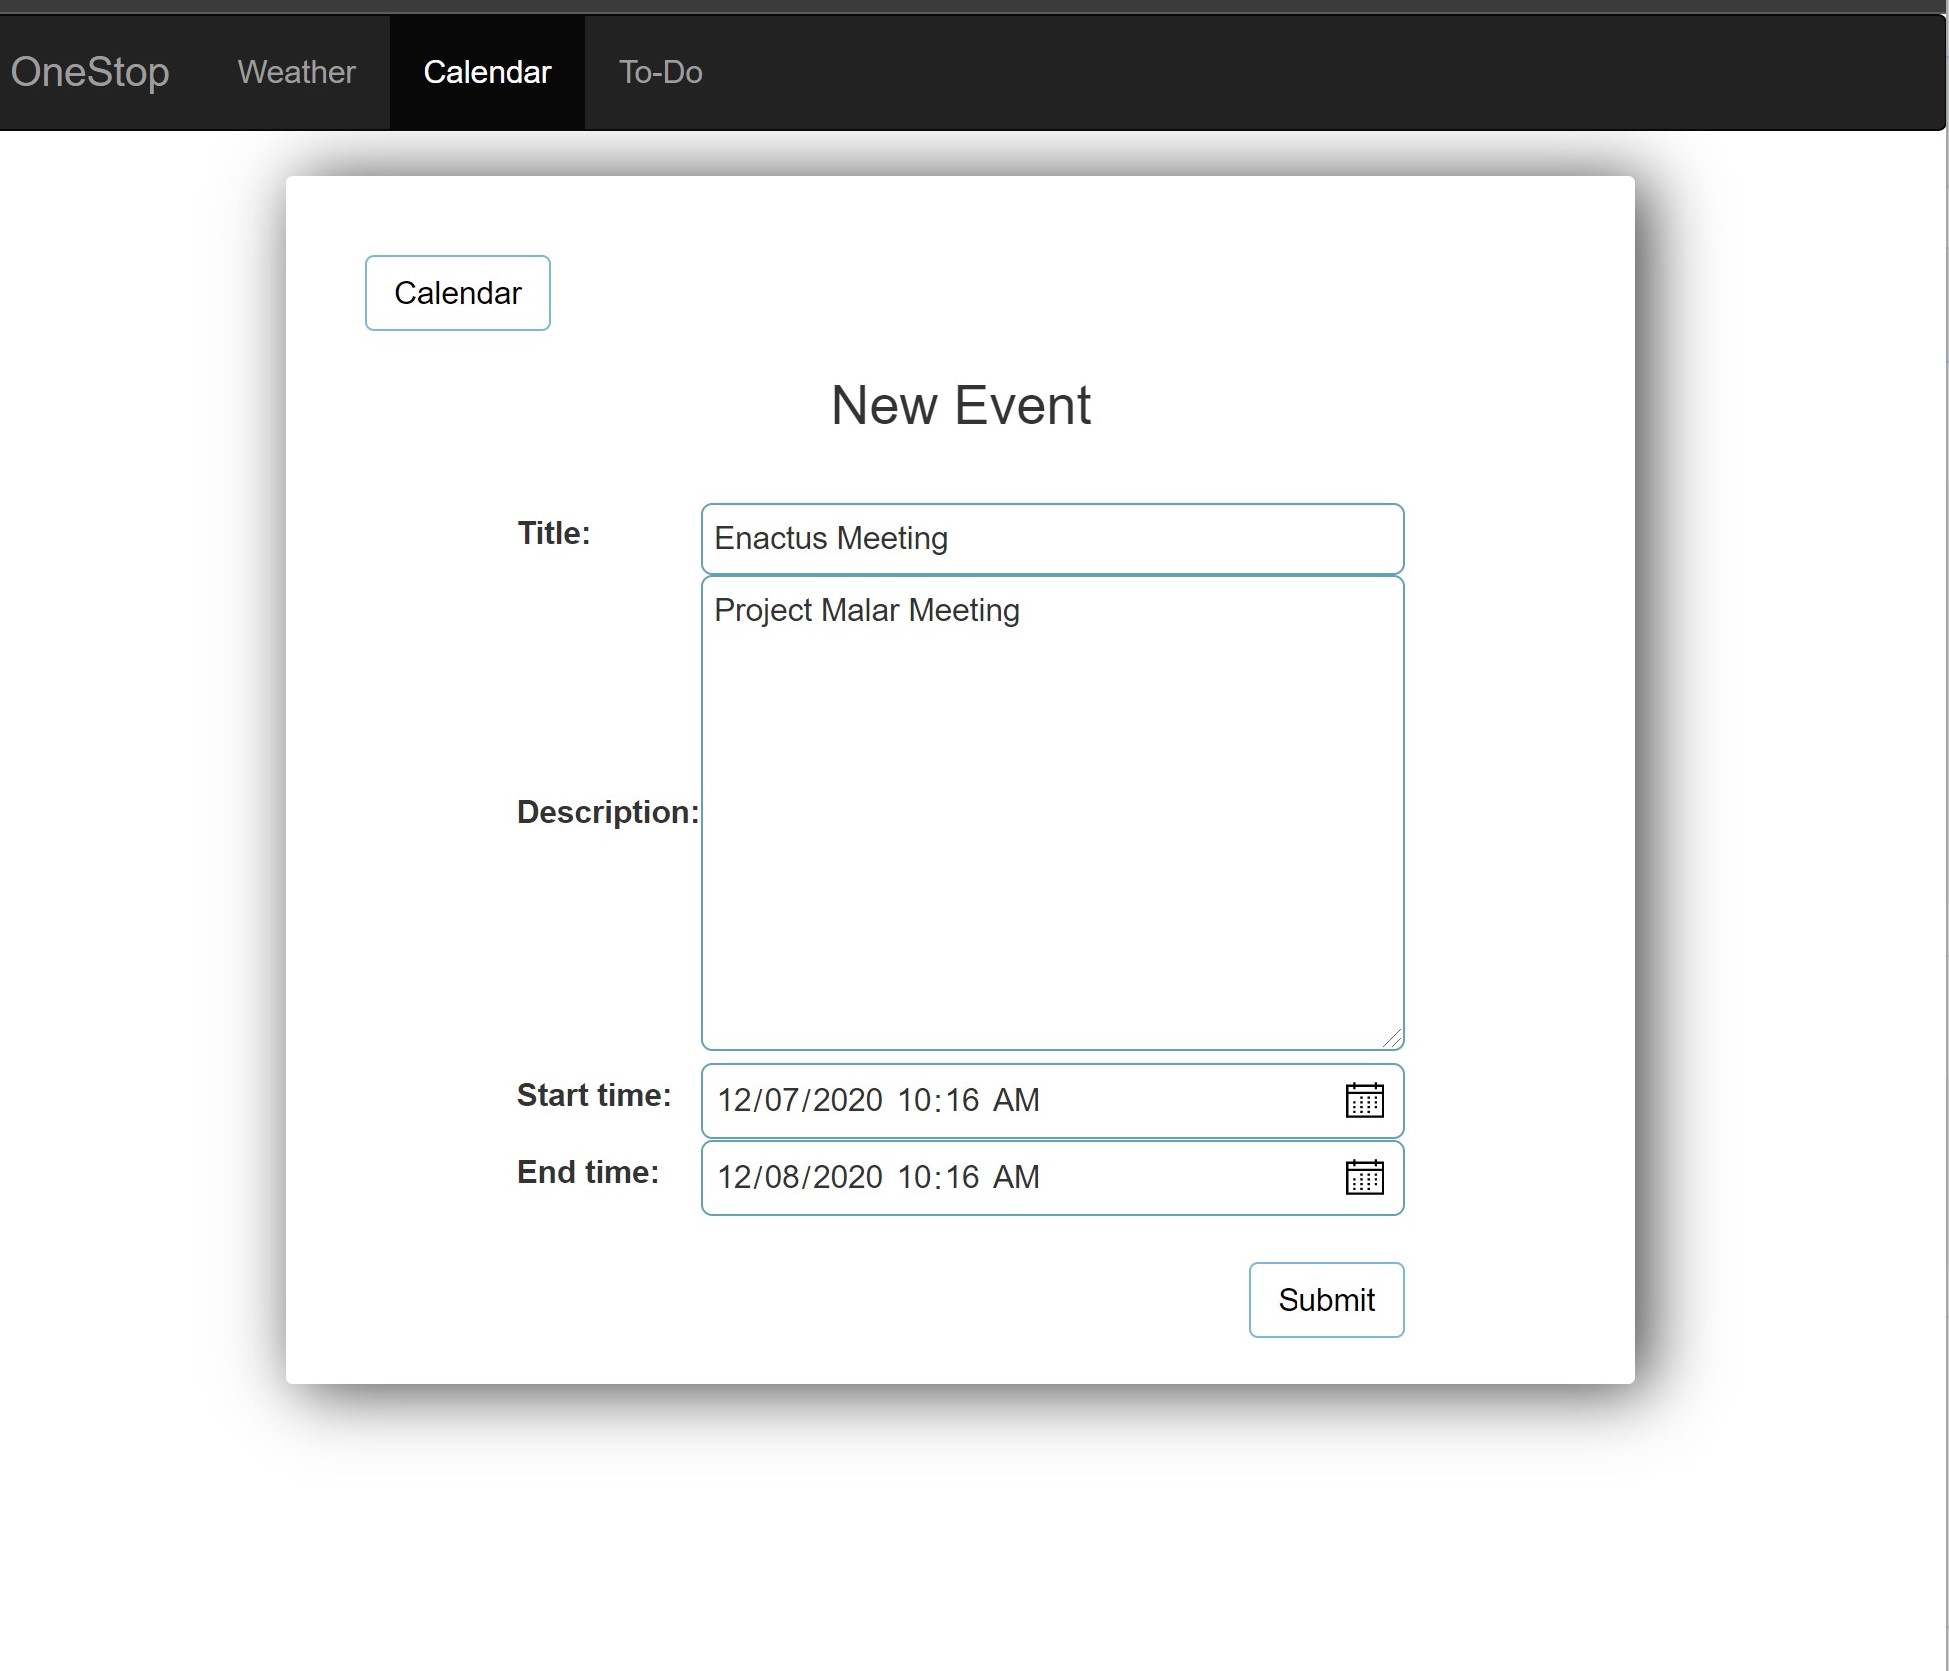 OneStop Weather Calendar To-Do
Calendar
New Event
Title: Enactus Meeting
Project Malar Meeting
Description:
Start time: 12/07/2020 10:16 AM
End time: 12/08/2020 10:16 AM
Submit